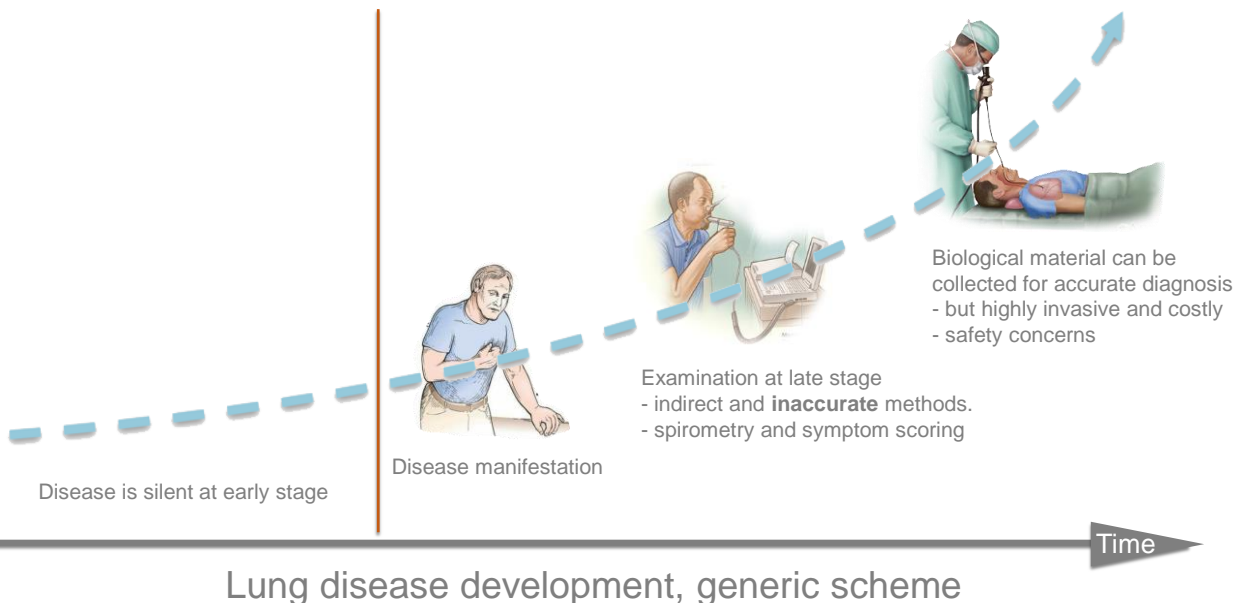 Biological material can be
collected for accurate diagnosis
- but highly invasive and costly
- safety concerns
Examination at late stage
- indirect and inaccurate methods.
- spirometry and symptom scoring
Disease manifestation
Disease is silent at early stage
Time
Lung disease development, generic scheme